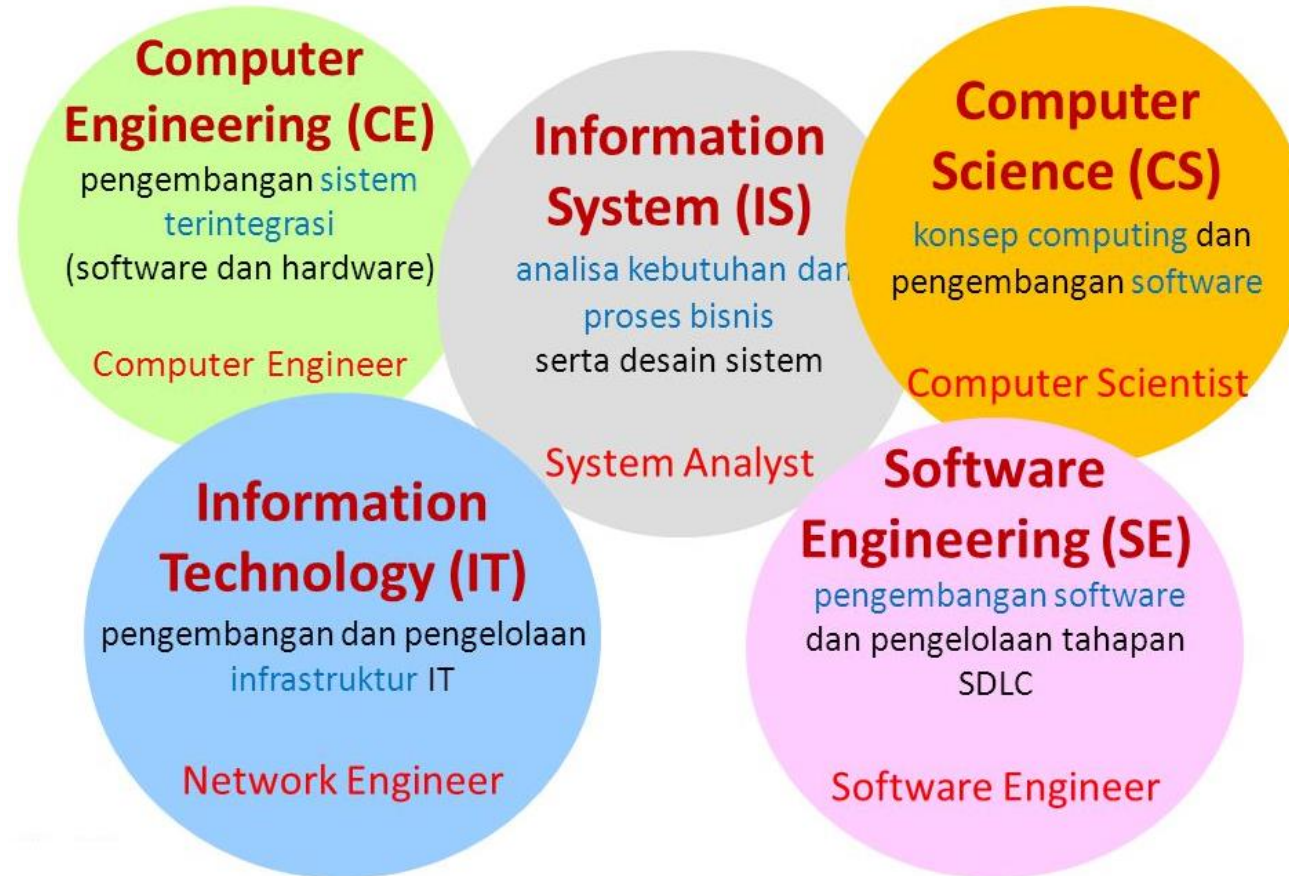 Computer
Engineering (CE)
pengembangan sistem
terintegrasi
(software dan hardware)
Computer Engineer
Information
System (IS)
analisa kebutuhan dan
proses bisnis
serta desain sistem
System Analyst
Computer
Science (CS)
konsep computing dan
pengembangan software
Computer Scientist
Information
Technology (IT)
pengembangan dan pengelolaan
infrastruktur IT
Network Engineer
Software
Engineering (SE)
pengembangan software
dan pengelolaan tahapan
SDLC
Software Engineer